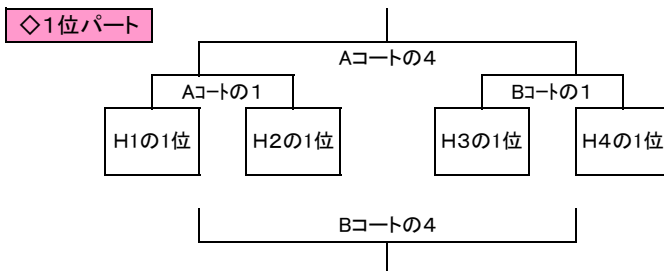 ◇1位パート
Aコートの4
Aコートの1
Bコートの1
H1の1位
H2の1位
H3の1位
H4の1位
Bコートの4